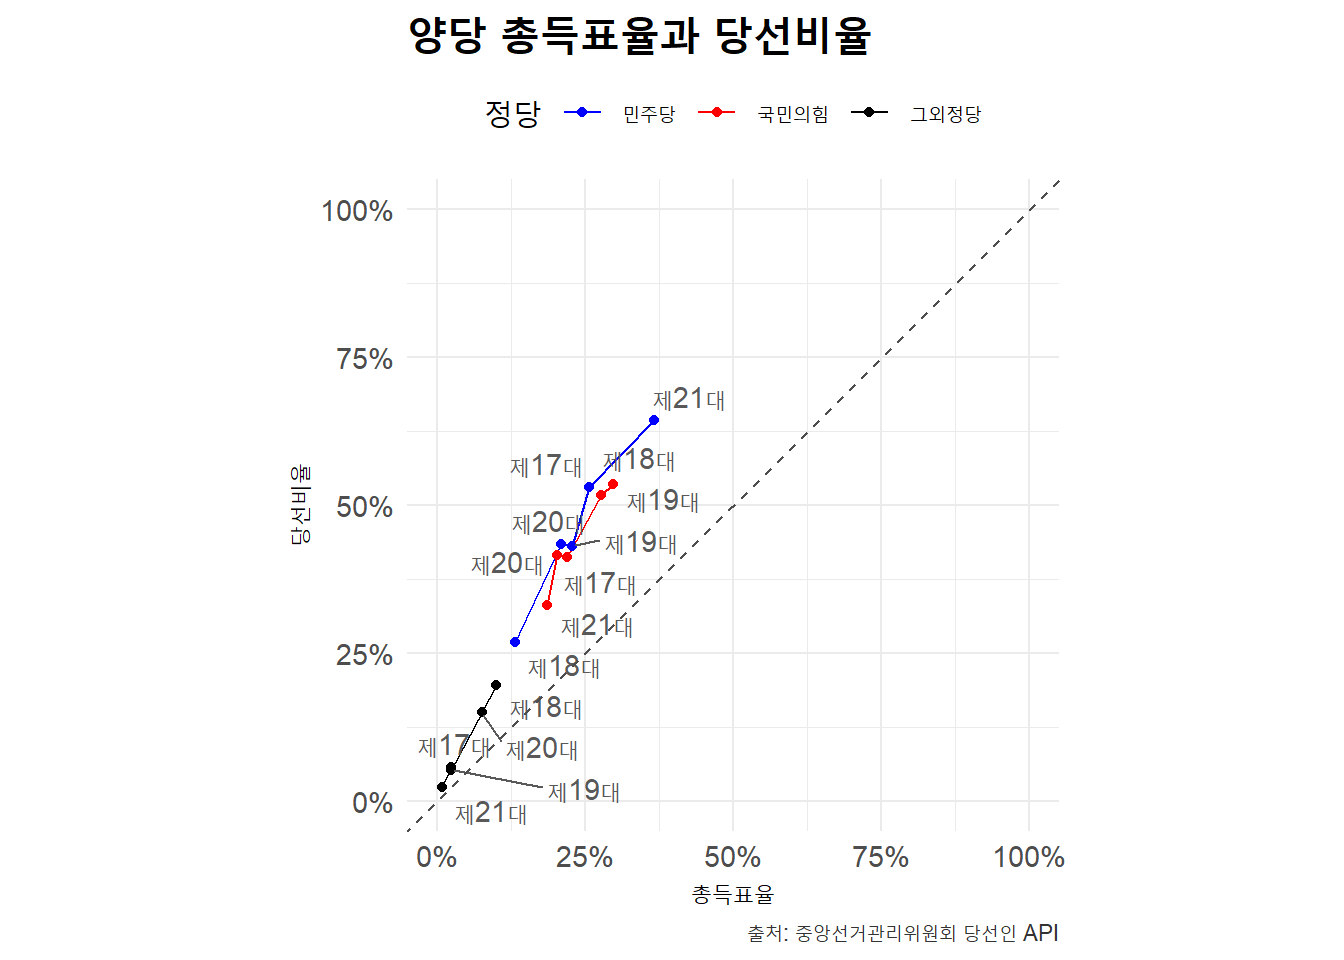 양당 총득표율과 당선비율
정당 민주당 국민의힘 그외정당
100%
75%
제21대
제17대 제18대
50%
제19대
제20대
제19대
제20대
제17대
제21대
25%
제18대
제18대
제17대 제20대
제19대
0%
제21대
당선비율
0% 25% 50% 75% 100%
총득표율
출처: 중앙선거관리위원회 당선인 API